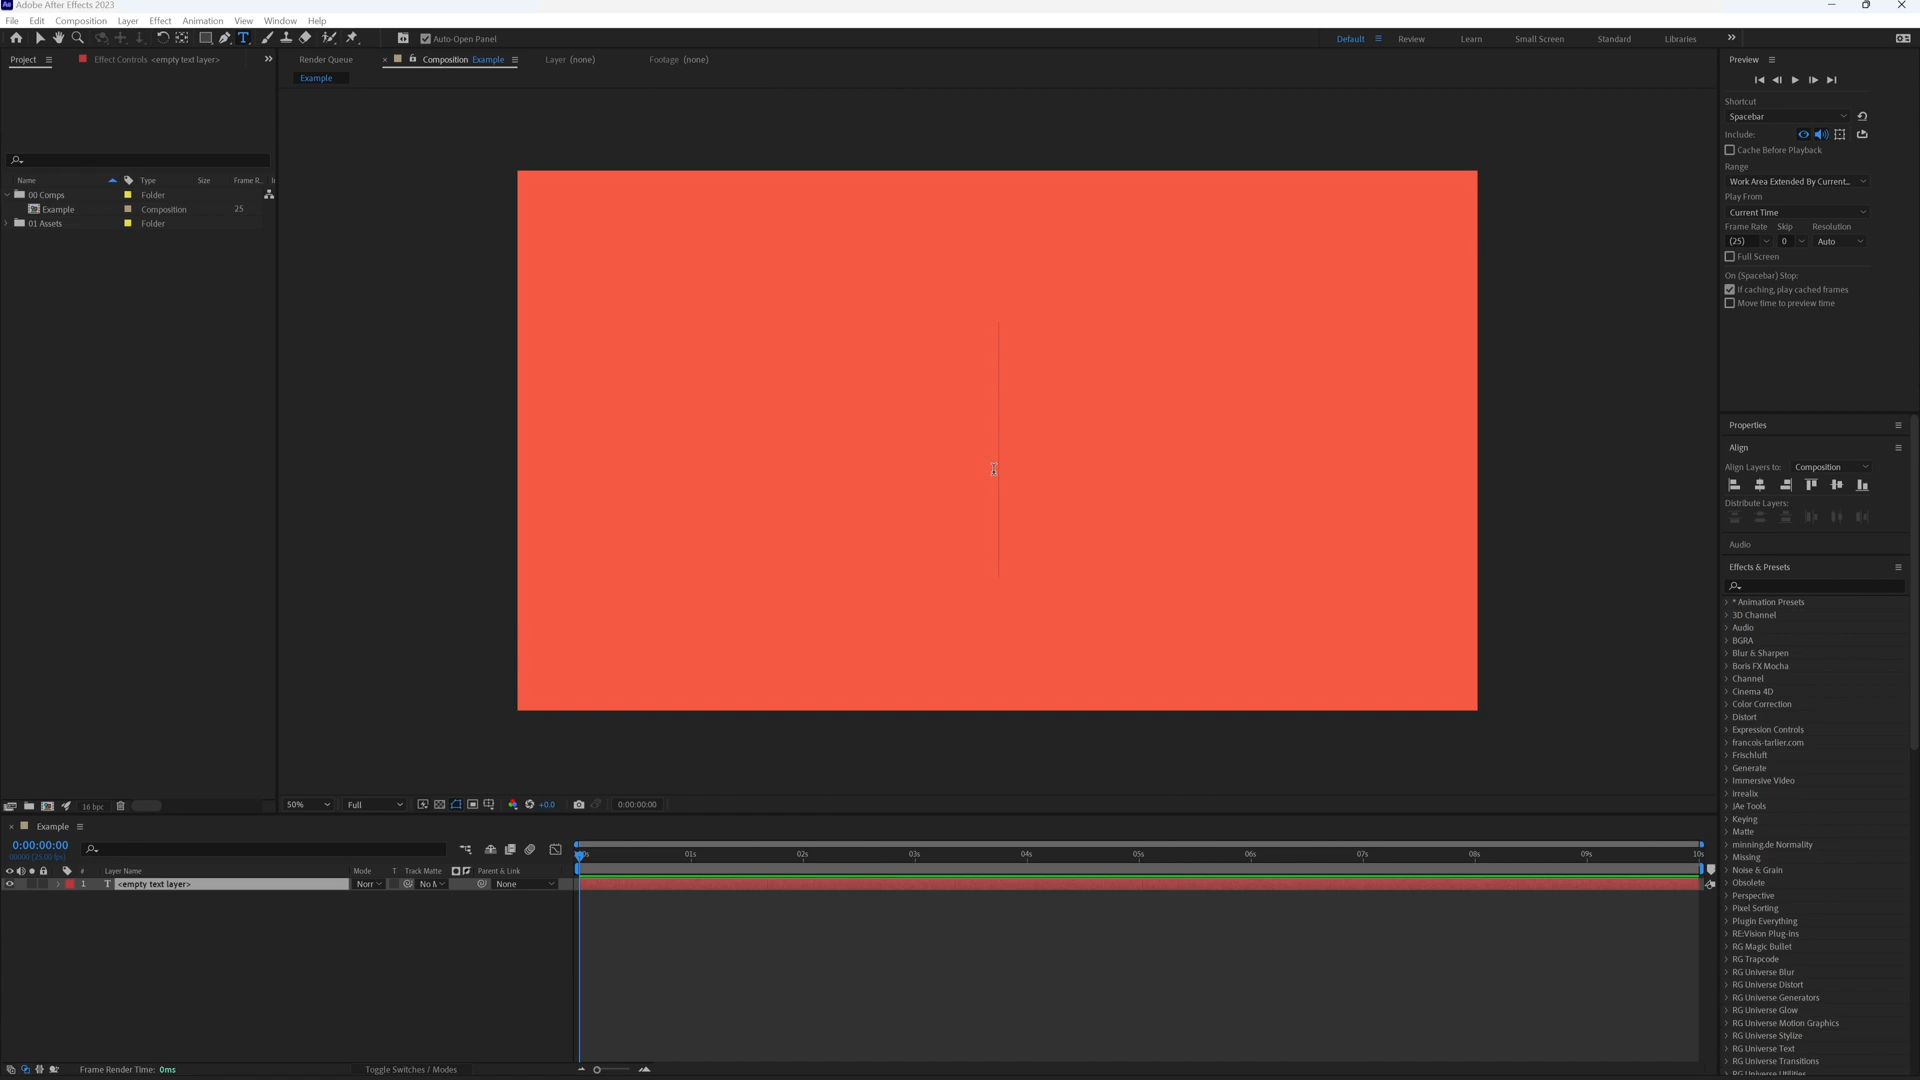 Adobe After Effects 2023
File Edit Composition Layer Effect Animation View Window Help
Auto-Open Panel
Default Review Learn Small Screen Standard Libraries
Project Effect Controls <empty text layer>
Render Queue Composition Example Layer (none) Footage (none)
Example
Name Type Size Frame R..
00 Comps Folder
Example Composition 25
01 Assets Folder
16 bpc
50% Full +0.0 0:00:00:00
Preview
Shortcut
Spacebar
Include:
Cache Before Playback
Range
Work Area Extended By Current...
Play From
Current Time
Frame Rate Skip Resolution
(25) 0 Auto
Full Screen
On (Spacebar) Stop:
If caching, play cached frames
Move time to preview time
Properties
Align
Align Layers to: Composition
Distribute Layers:
Audio
Effects & Presets
* Animation Presets
3D Channel
Audio
BGRA
Blur & Sharpen
Boris FX Mocha
Channel
Cinema 4D
Color Correction
Distort
Expression Controls
francois-tarlier.com
Frischluft
Generate
Immersive Video
Irrealix
JAe Tools
Keying
Matte
minning.de Normality
Missing
Noise & Grain
Obsolete
Perspective
Pixel Sorting
Plugin Everything
RE:Vision Plug-ins
RG Magic Bullet
RG Trapcode
RG Universe Blur
RG Universe Distort
RG Universe Generators
RG Universe Glow
RG Universe Motion Graphics
RG Universe Stylize
RG Universe Text
RG Universe Transitions
RG Universe Utilities
Example
0:00:00:00
00000 (25.00 fps)
01s 02s 03s 04s 05s 06s 07s 08s 09s 10s
# Layer Name Mode T Track Matte Parent & Link
1 T <empty text layer> Norr No M None
Frame Render Time: 0ms Toggle Switches / Modes